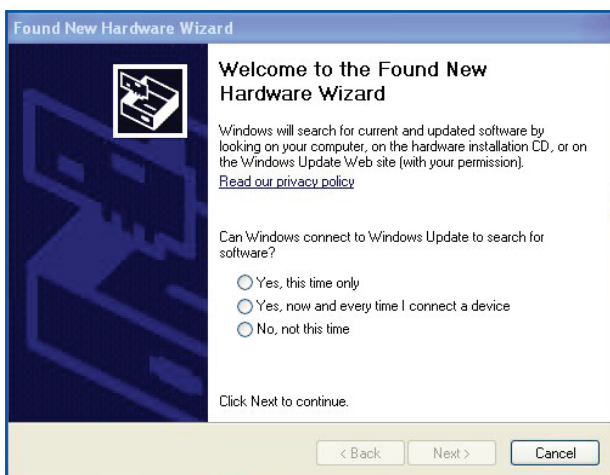 Found New Hardware Wizard
Welcome to the Found New
Hardware Wizard
Windows will search for current and updated software by
looking on your computer, on the hardware installation CD, or on
the Windows Update Web site (with your permission).
Read our privacy policy
Can Windows connect to Windows Update to search for
software?
Yes, this time only
Yes, now and every time I connect a device
No, not this time
Click Next to continue.
< Back Next > Cancel